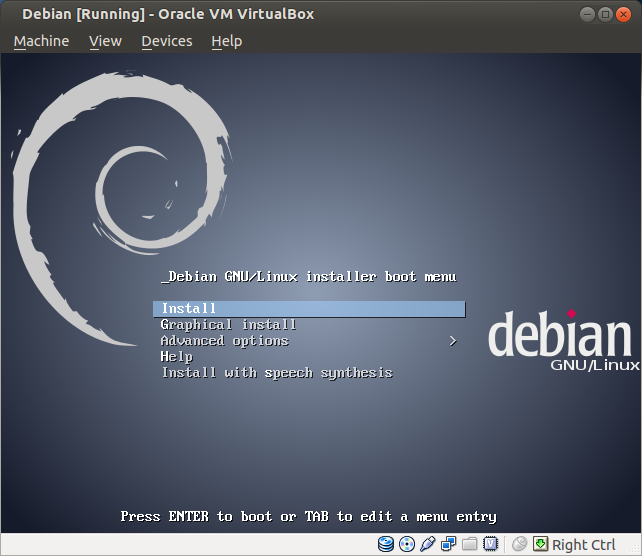 Debian [Running] - Oracle VM VirtualBox
Machine View Devices Help
_Debian GNU/Linux installer boot menu
Install
Graphical install
Advanced options >
Help
Install with speech synthesis
debian
GNU/Linux
Press ENTER to boot or TAB to edit a menu entry
Right Ctrl